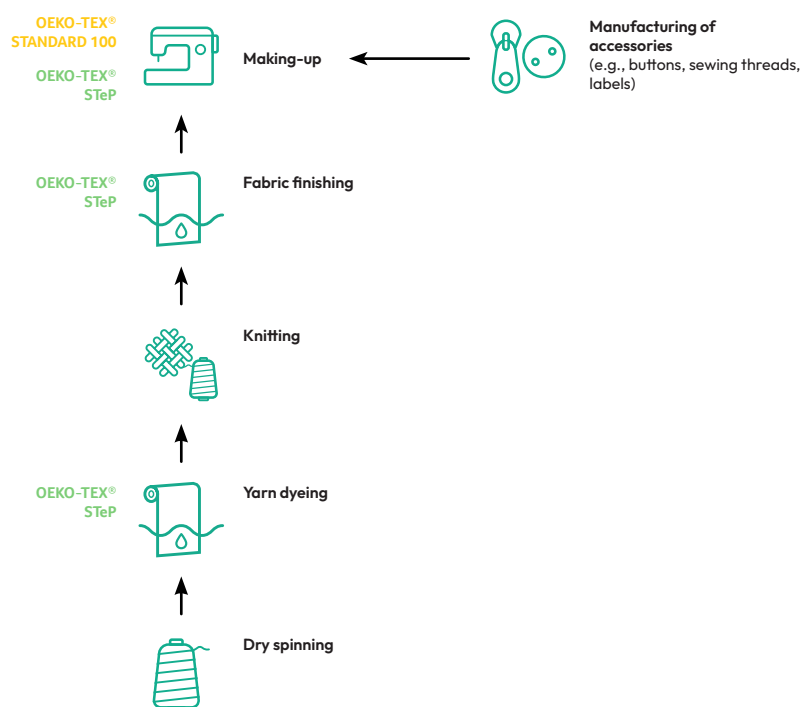 OEKO-TEX®
STANDARD 100
OEKO-TEX®
STeP
Making-up
Manufacturing of
accessories
(e.g., buttons, sewing threads,
labels)
OEKO-TEX®
STeP
Fabric finishing
Knitting
OEKO-TEX®
STeP
Yarn dyeing
Dry spinning